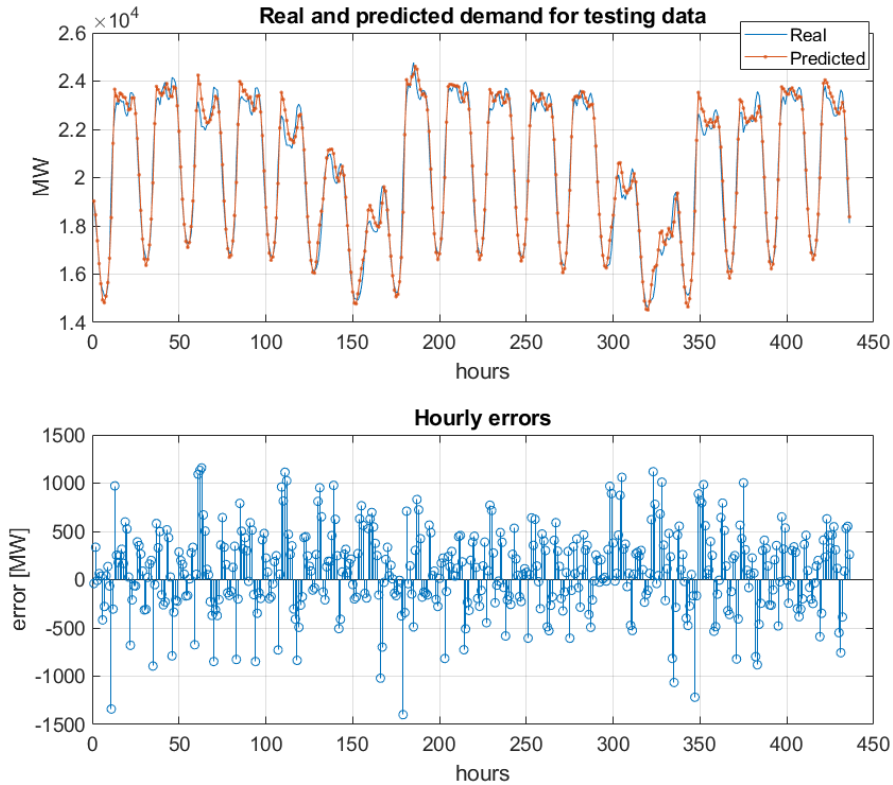 Real and predicted demand for testing data
×10⁴
2.6
2.4
2.2
2
1.8
1.6
1.4
MW
0 50 100 150 200 250 300 350 400 450
hours
Real
Predicted
Hourly errors
1500
1000
500
0
-500
-1000
-1500
error [MW]
0 50 100 150 200 250 300 350 400 450
hours